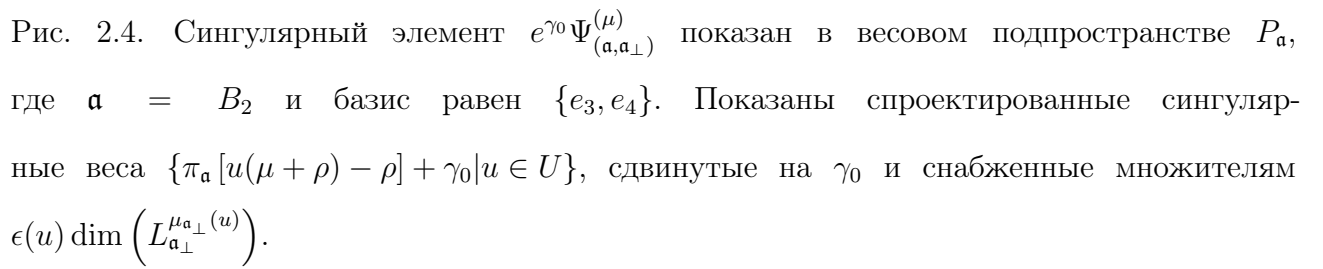 Рис. 2.4. Сингулярный элемент $e^{\gamma_0}\Psi^{(\mu)}_{(\mathfrak{a},\mathfrak{a}_\perp)}$ показан в весовом подпространстве $P_{\mathfrak{a}}$,
где $\mathfrak{a} = B_2$ и базис равен $\{e_3, e_4\}$. Показаны спроектированные сингуляр-
ные веса $\{\pi_{\mathfrak{a}}[u(\mu + \rho) - \rho] + \gamma_0 | u \in U\}$, сдвинутые на $\gamma_0$ и снабженные множителям
$\epsilon(u) \dim \left( L_{\mathfrak{a}_\perp}^{\mu_{\mathfrak{a}_\perp}(u)} \right)$.